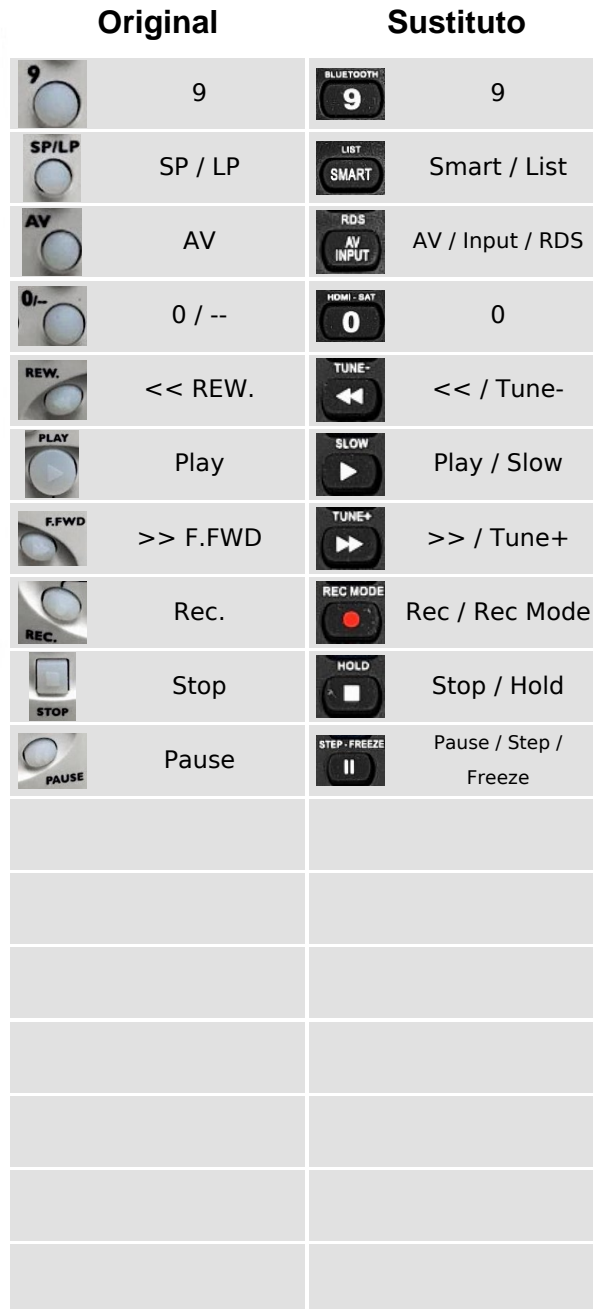 Original Sustituto
9 9 BLUETOOTH 9 9
SP/LP SP / LP LIST SMART Smart / List
AV AV RDS AV INPUT AV / Input / RDS
0/-- 0 / -- HDMI - SAT 0 0
REW. << REW. TUNE- << / Tune-
PLAY Play SLOW Play / Slow
F.FWD >> F.FWD TUNE+ >> / Tune+
REC. Rec. REC MODE Rec / Rec Mode
STOP Stop HOLD Stop / Hold
PAUSE Pause STEP - FREEZE Pause / Step /
Freeze